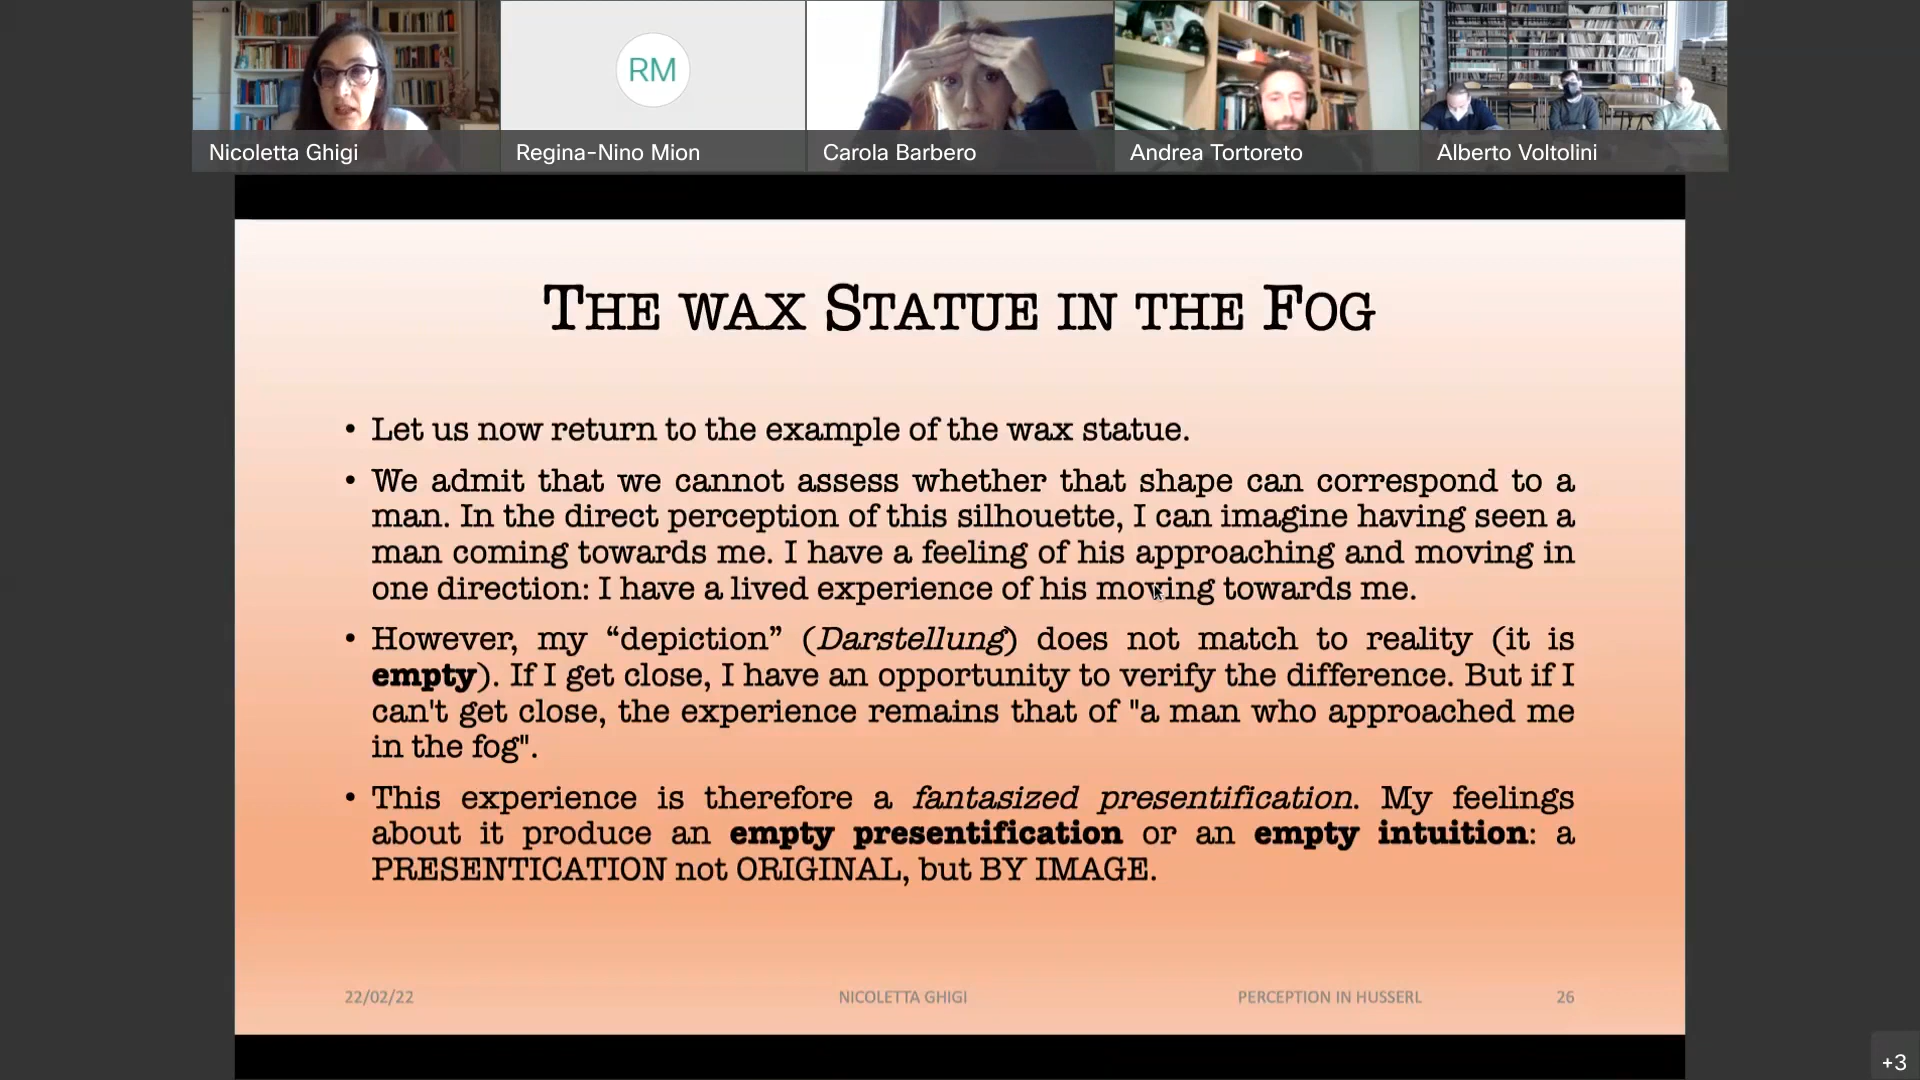 RM
Nicoletta Ghigi
Regina-Nino Mion
Carola Barbero
Andrea Tortoreto
Alberto Voltolini
THE WAX STATUE IN THE FOG
• Let us now return to the example of the wax statue.
• We admit that we cannot assess whether that shape can correspond to a
man. In the direct perception of this silhouette, I can imagine having seen a
man coming towards me. I have a feeling of his approaching and moving in
one direction: I have a lived experience of his moving towards me.
• However, my “depiction” (Darstellung) does not match to reality (it is
empty). If I get close, I have an opportunity to verify the difference. But if I
can't get close, the experience remains that of "a man who approached me
in the fog".
• This experience is therefore a fantasized presentification. My feelings
about it produce an empty presentification or an empty intuition: a
PRESENTICATION not ORIGINAL, but BY IMAGE.
22/02/22
NICOLETTA GHIGI
PERCEPTION IN HUSSERL
26
+3